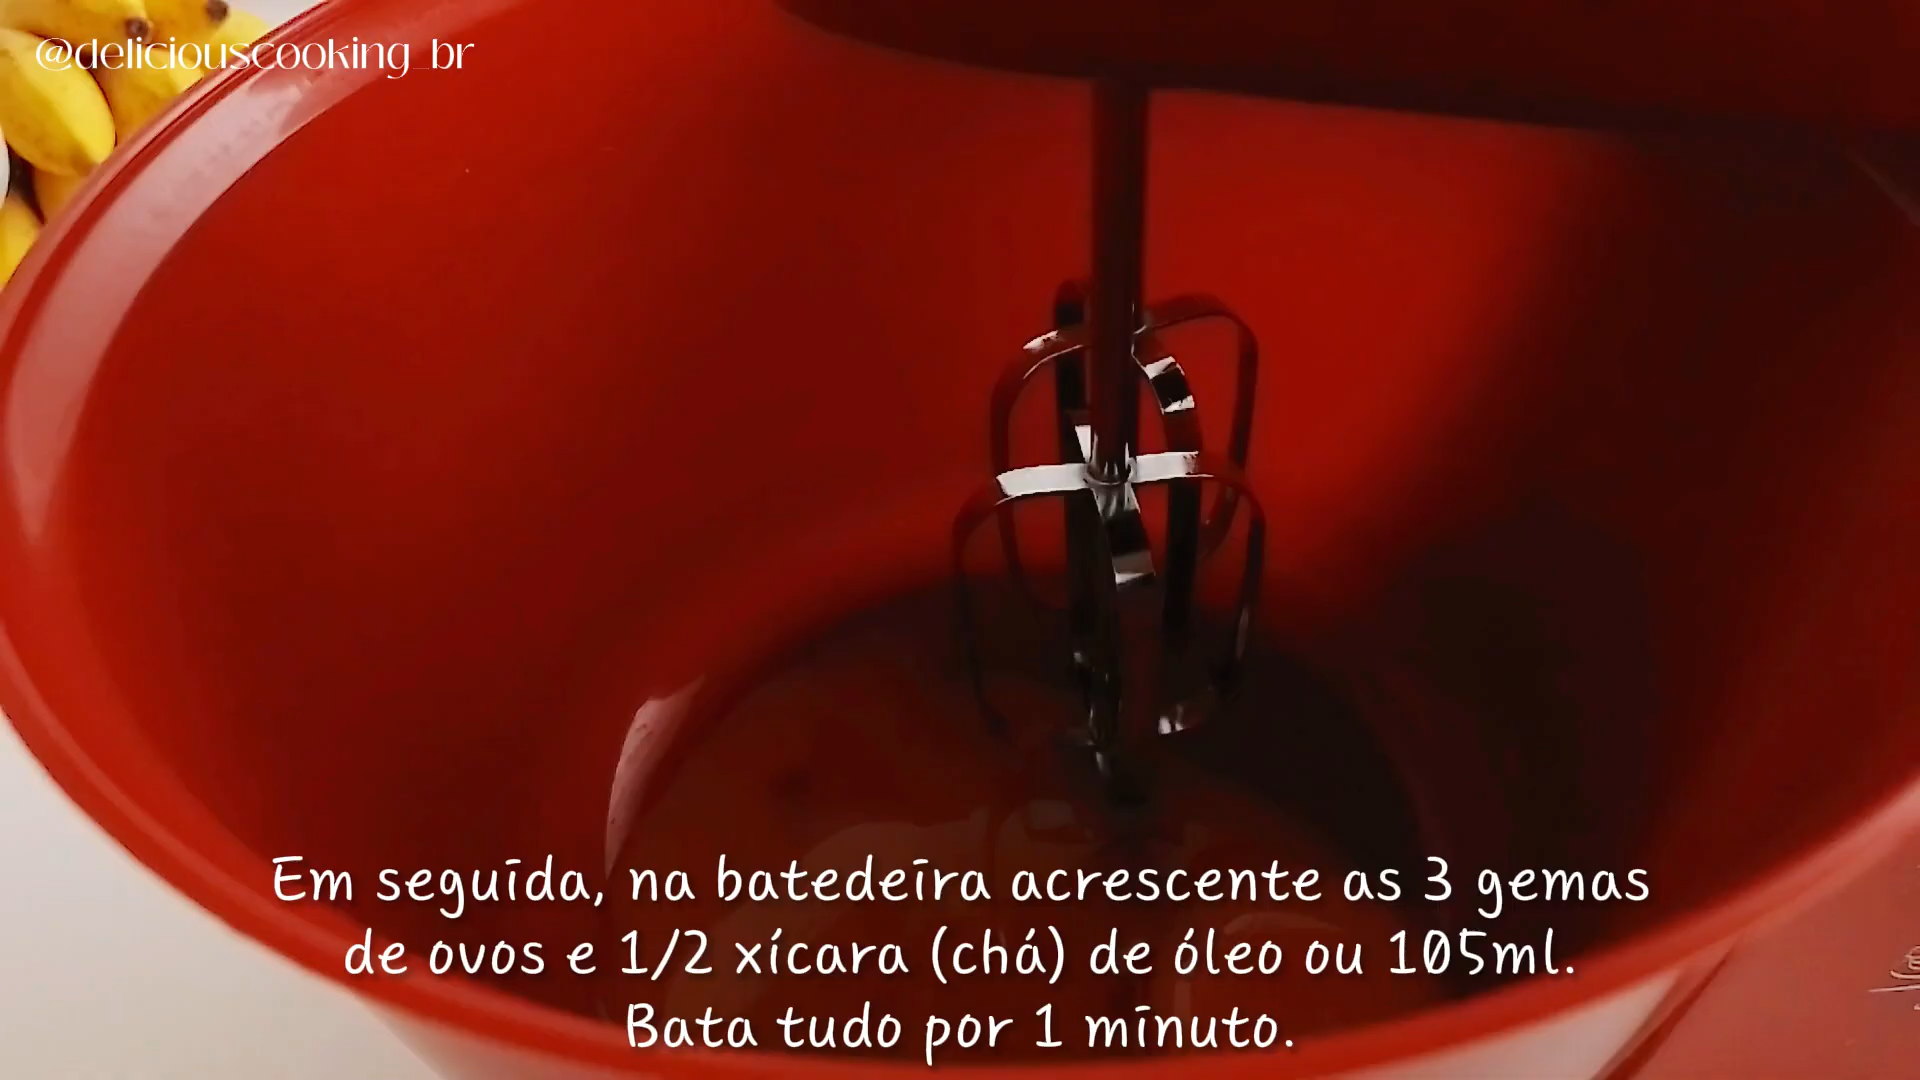 @deliciouscooking_br
Em seguida, na batedeira acrescente as 3 gemas
de ovos e 1/2 xícara (chá) de óleo ou 105ml.
Bata tudo por 1 minuto.